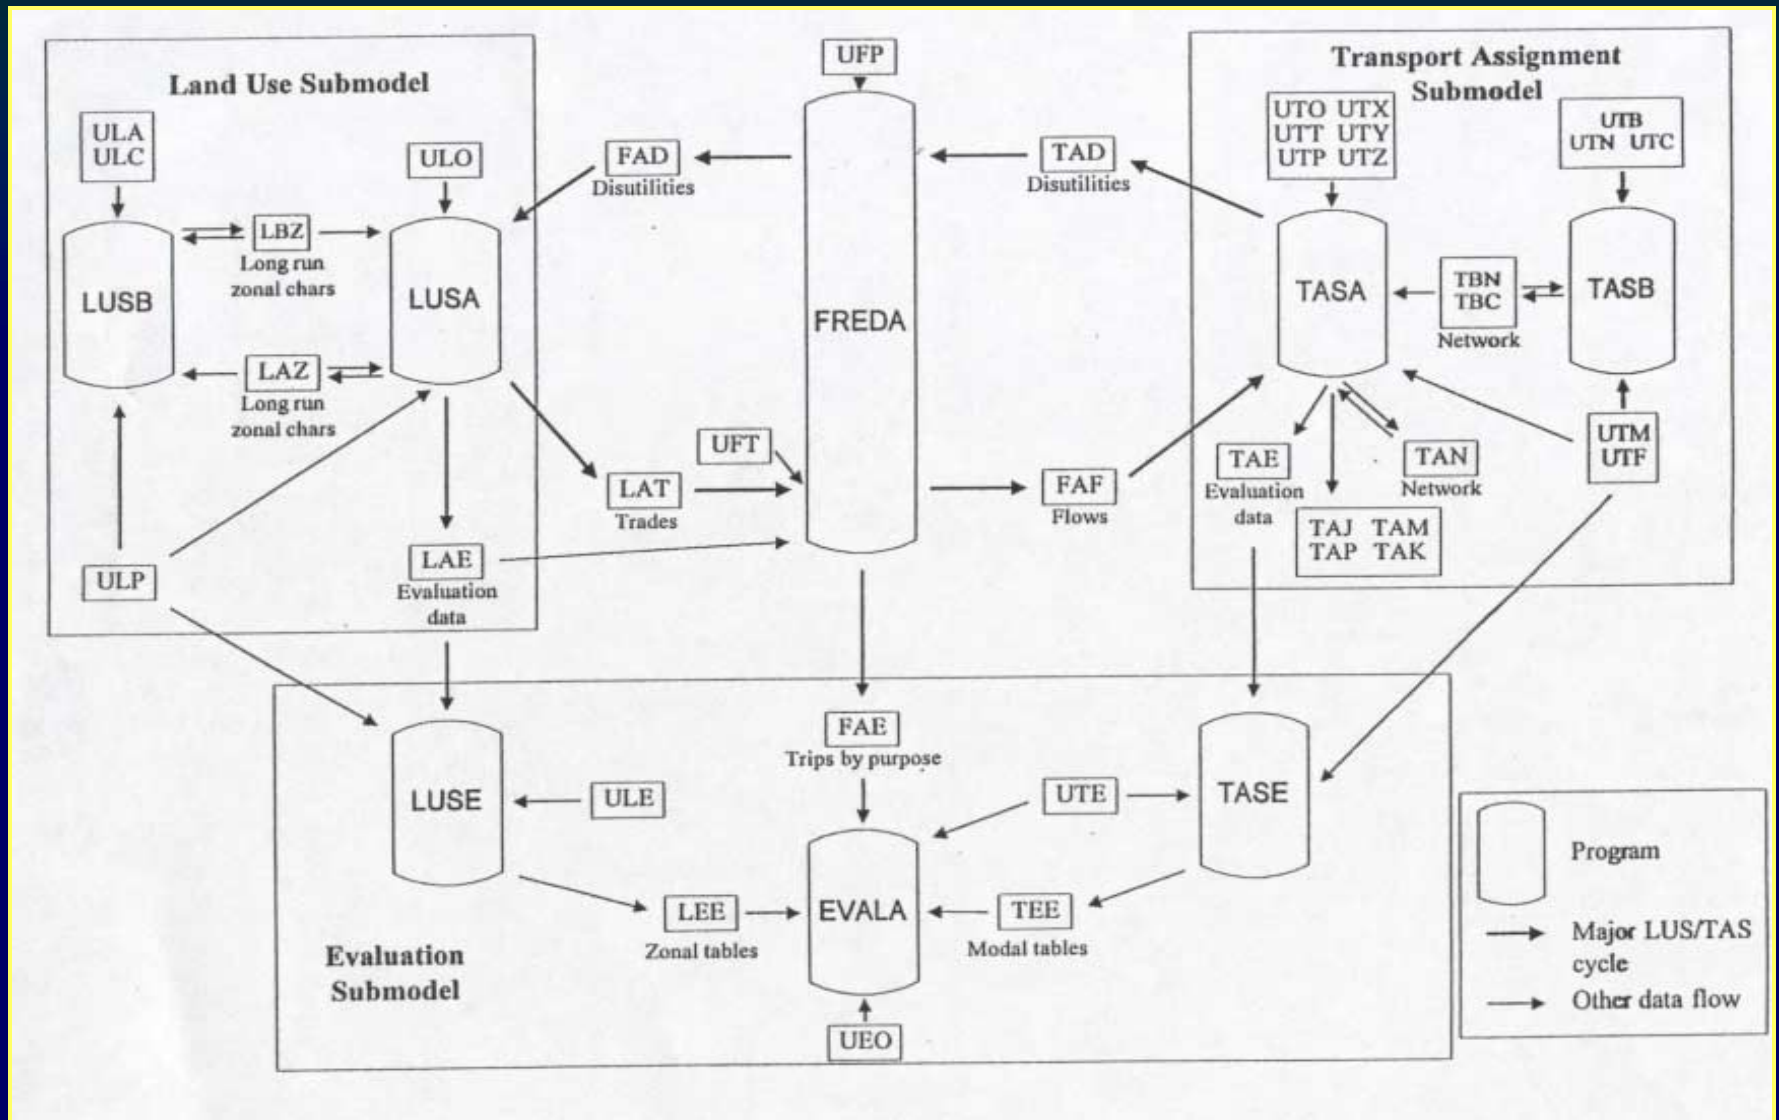 Land Use Submodel
ULA
ULC
ULO
LBZ
Long run
zonal chars
LUSB
LUSA
LAZ
Long run
zonal chars
ULP
LAE
Evaluation
data
FAD
Disutilities
LAT
Trades
UFT
UFP
FREDA
TAD
Disutilities
FAF
Flows
Transport Assignment
Submodel
UTO UTX
UTT UTY
UTP UTZ
UTB
UTN UTC
TASA
TBN
TBC
Network
TASB
TAE
Evaluation
data
TAN
Network
TAJ TAM
TAP TAK
UTM
UTF
FAE
Trips by purpose
LUSE
ULE
UTE
TASE
LEE
Zonal tables
EVALA
TEE
Modal tables
UEO
Evaluation
Submodel
Program
Major LUS/TAS
cycle
Other data flow